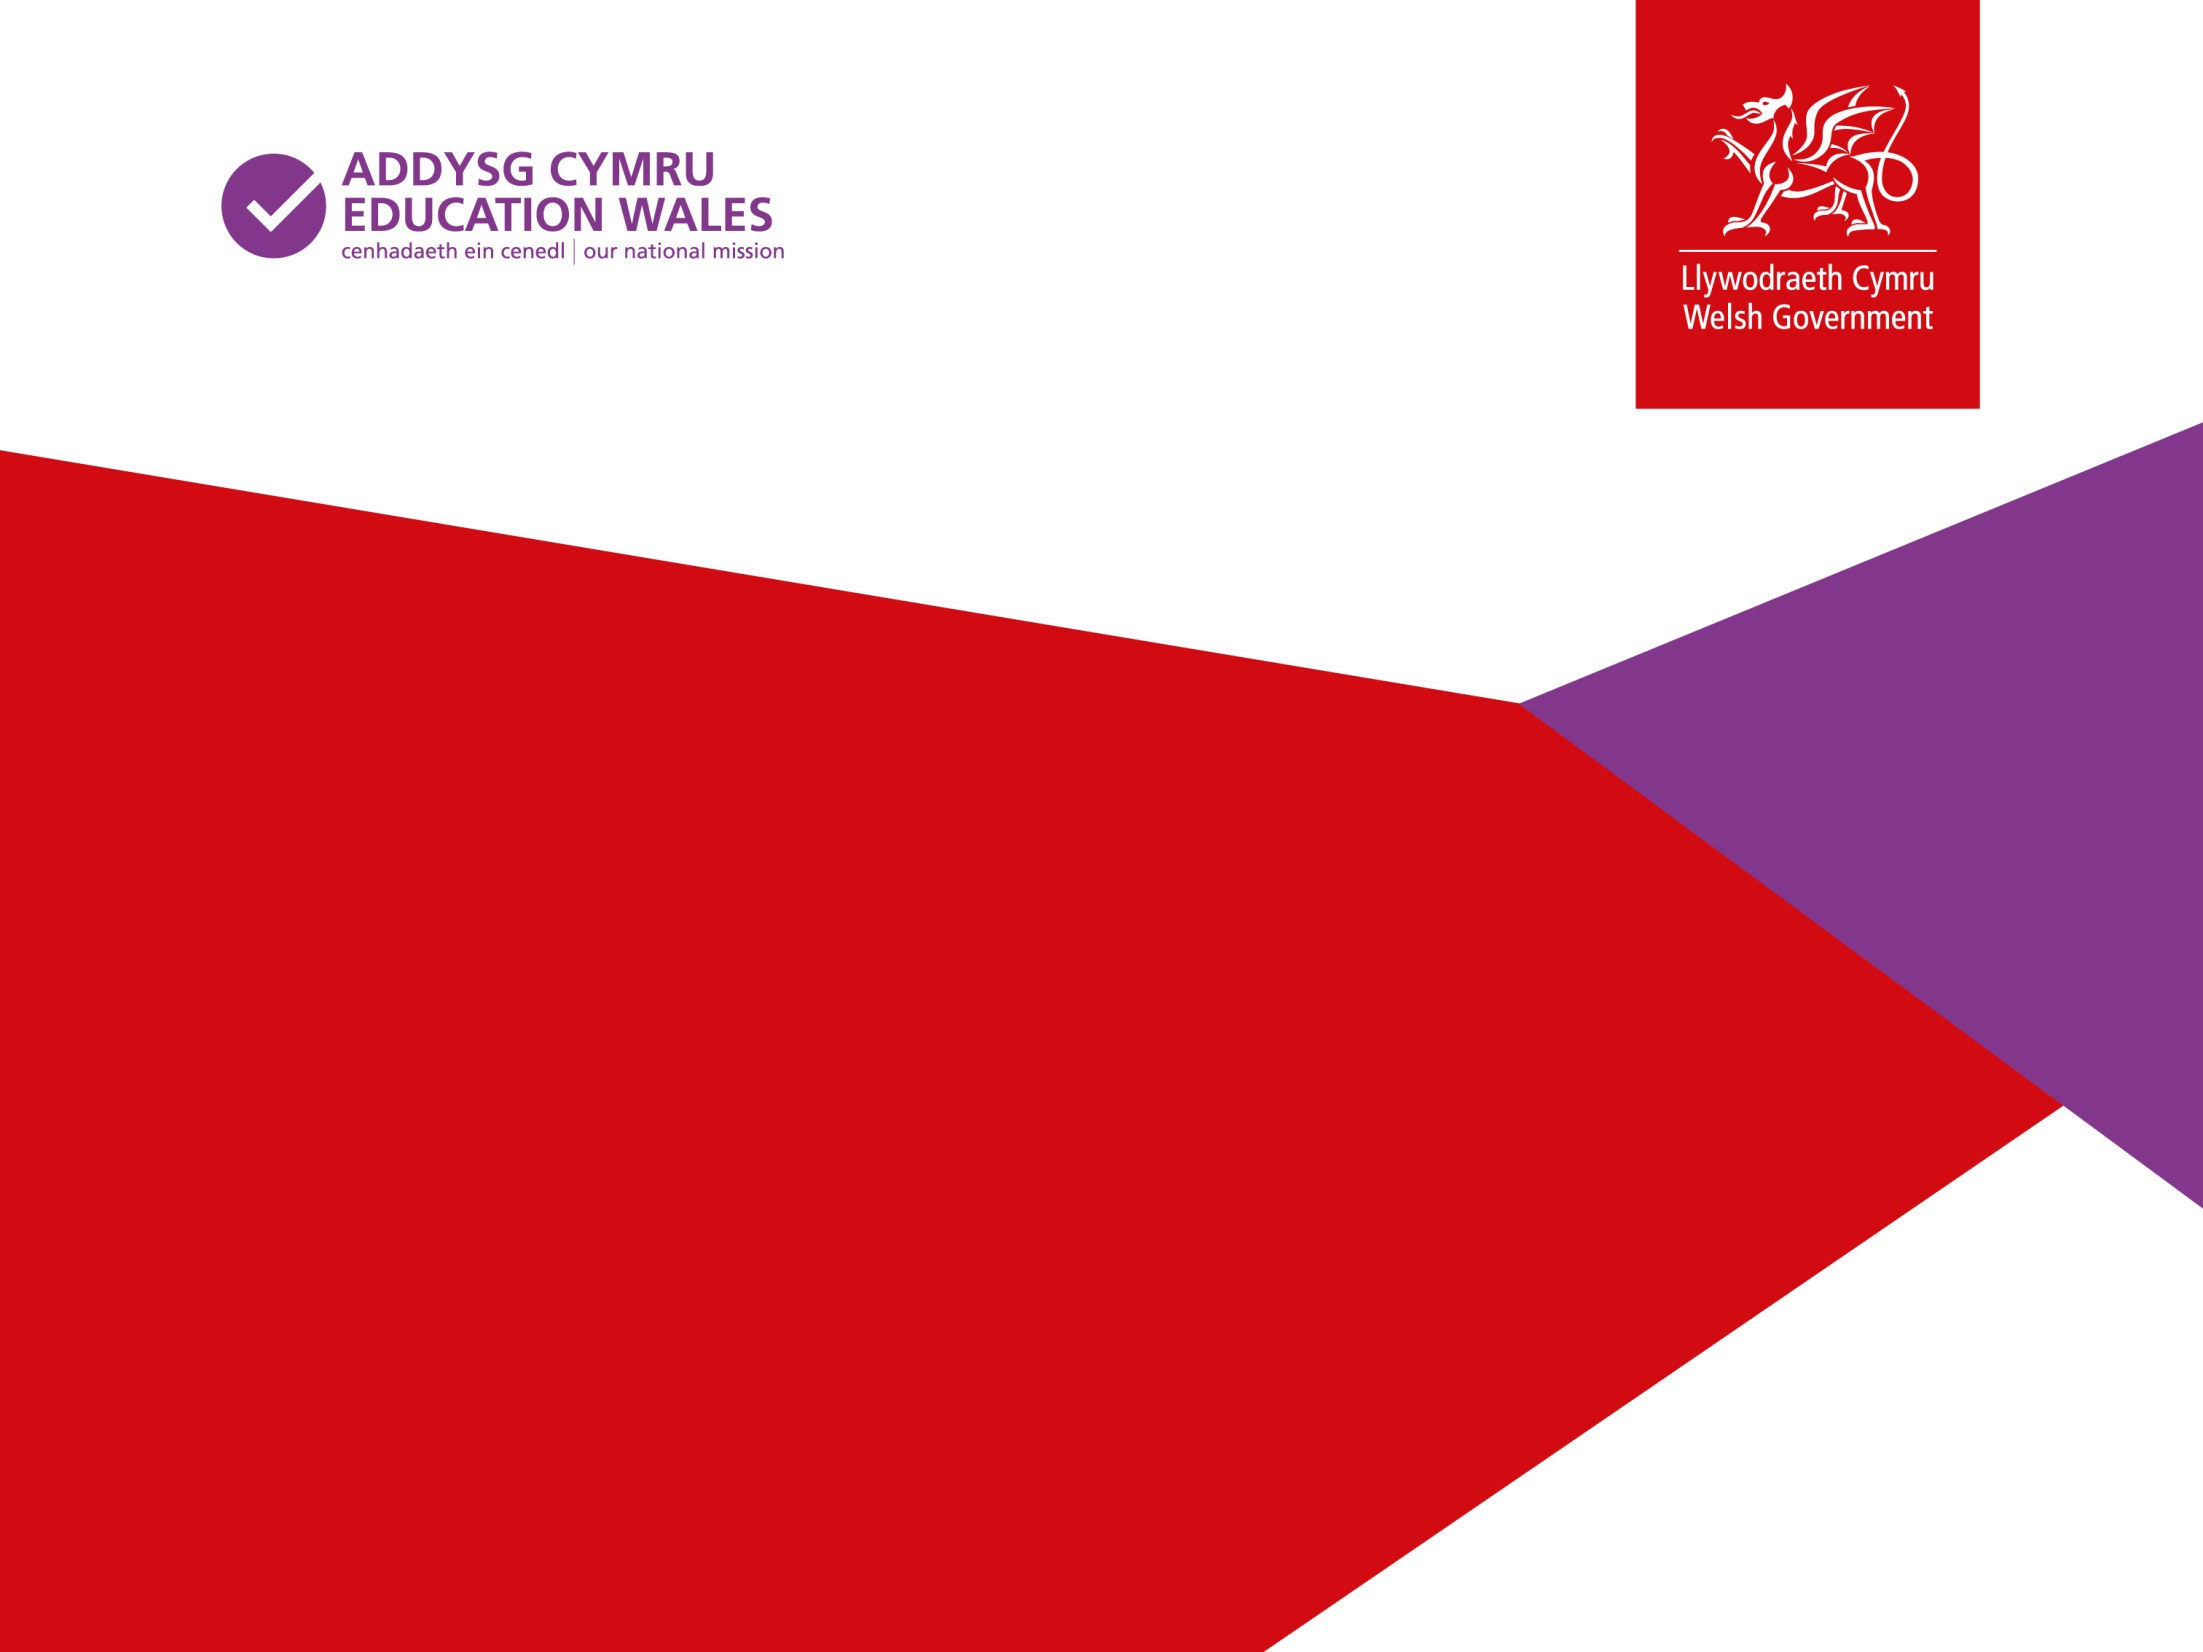 ADDYSG CYMRU
EDUCATION WALES
cenhadaeth ein cenedl | our national mission
Llywodraeth Cymru
Welsh Government